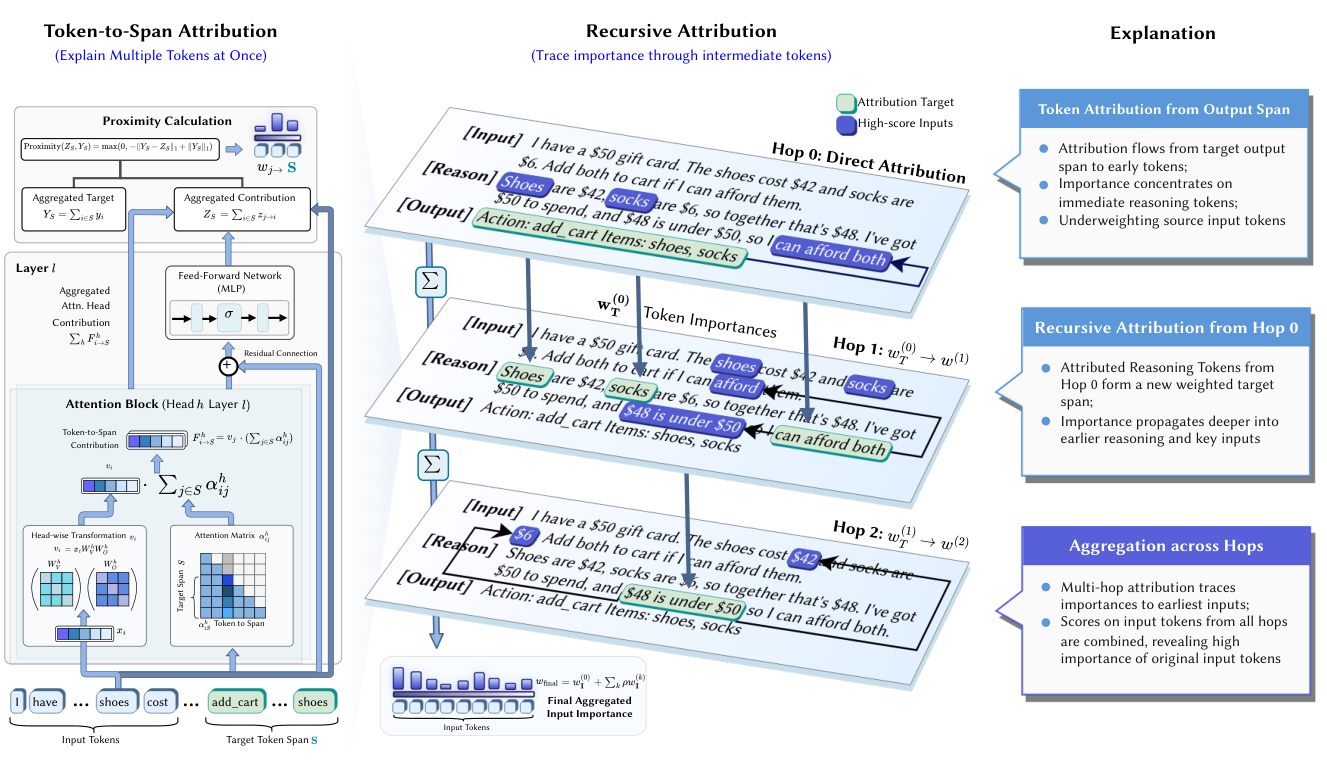 Token-to-Span Attribution
(Explain Multiple Tokens at Once)
Proximity Calculation
Proximity(Z_S, Y_S) = max(0, −‖Y_S − Z_S‖₁ + ‖Y_S‖₁)
w_{j→} S
Aggregated Target
Y_S = ∑_{i∈S} y_i
Aggregated Contribution
Z_S = ∑_{i∈S} z_{j→i}
Layer l
Aggregated
Attn. Head
Contribution
∑_h F^h_{i→S}
Feed-Forward Network
(MLP)
σ
Residual Connection
+
Attention Block (Head h Layer l)
Token-to-Span
Contribution
F^h_{i→S} = v_j · (∑_{j∈S} α^h_{ij})
v_i
· ∑_{j∈S} α^h_{ij}
Head-wise Transformation v_i
v_i = x_i W^h_V W^h_O
W^h_V
W^h_O
x_i
Attention Matrix α^h_{ij}
Target Span S
α^h_{iS} Token to Span
I
have
...
shoes
cost
...
add_cart
...
shoes
Input Tokens
Target Token Span S
Recursive Attribution
(Trace importance through intermediate tokens)
Attribution Target
High-score Inputs
Hop 0: Direct Attribution
[Input] I have a $50 gift card. The shoes cost $42 and socks are
$6. Add both to cart if I can afford them.
[Reason] Shoes are $42, socks are $6, so together that's $48. I've got
$50 to spend, and $48 is under $50, so I can afford both
[Output] Action: add_cart Items: shoes, socks
∑
w_T^{(0)} Token Importances
Hop 1: w_T^{(0)} → w^{(1)}
[Input] I have a $50 gift card. The shoes cost $42 and socks are
$6. Add both to cart if I can afford them.
[Reason] Shoes are $42, socks are $6, so together that's $48. I've got
$50 to spend, and $48 is under $50 so I can afford both
[Output] Action: add_cart Items: shoes, socks
∑
Hop 2: w_T^{(1)} → w^{(2)}
[Input] I have a $50 gift card. The shoes cost $42 and socks are
$6 Add both to cart if I can afford them.
[Reason] Shoes are $42, socks are $6, so together that's $48. I've got
$50 to spend, and $48 is under $50 so I can afford both.
[Output] Action: add_cart Items: shoes, socks
w_final = w_I^{(0)} + ∑_k ρw_I^{(k)}
Final Aggregated
Input Importance
Input Tokens
Explanation
Token Attribution from Output Span
Attribution flows from target output
span to early tokens;
Importance concentrates on
immediate reasoning tokens;
Underweighting source input tokens
Recursive Attribution from Hop 0
Attributed Reasoning Tokens from
Hop 0 form a new weighted target
span;
Importance propagates deeper into
earlier reasoning and key inputs
Aggregation across Hops
Multi-hop attribution traces
importances to earliest inputs;
Scores on input tokens from all hops
are combined, revealing high
importance of original input tokens